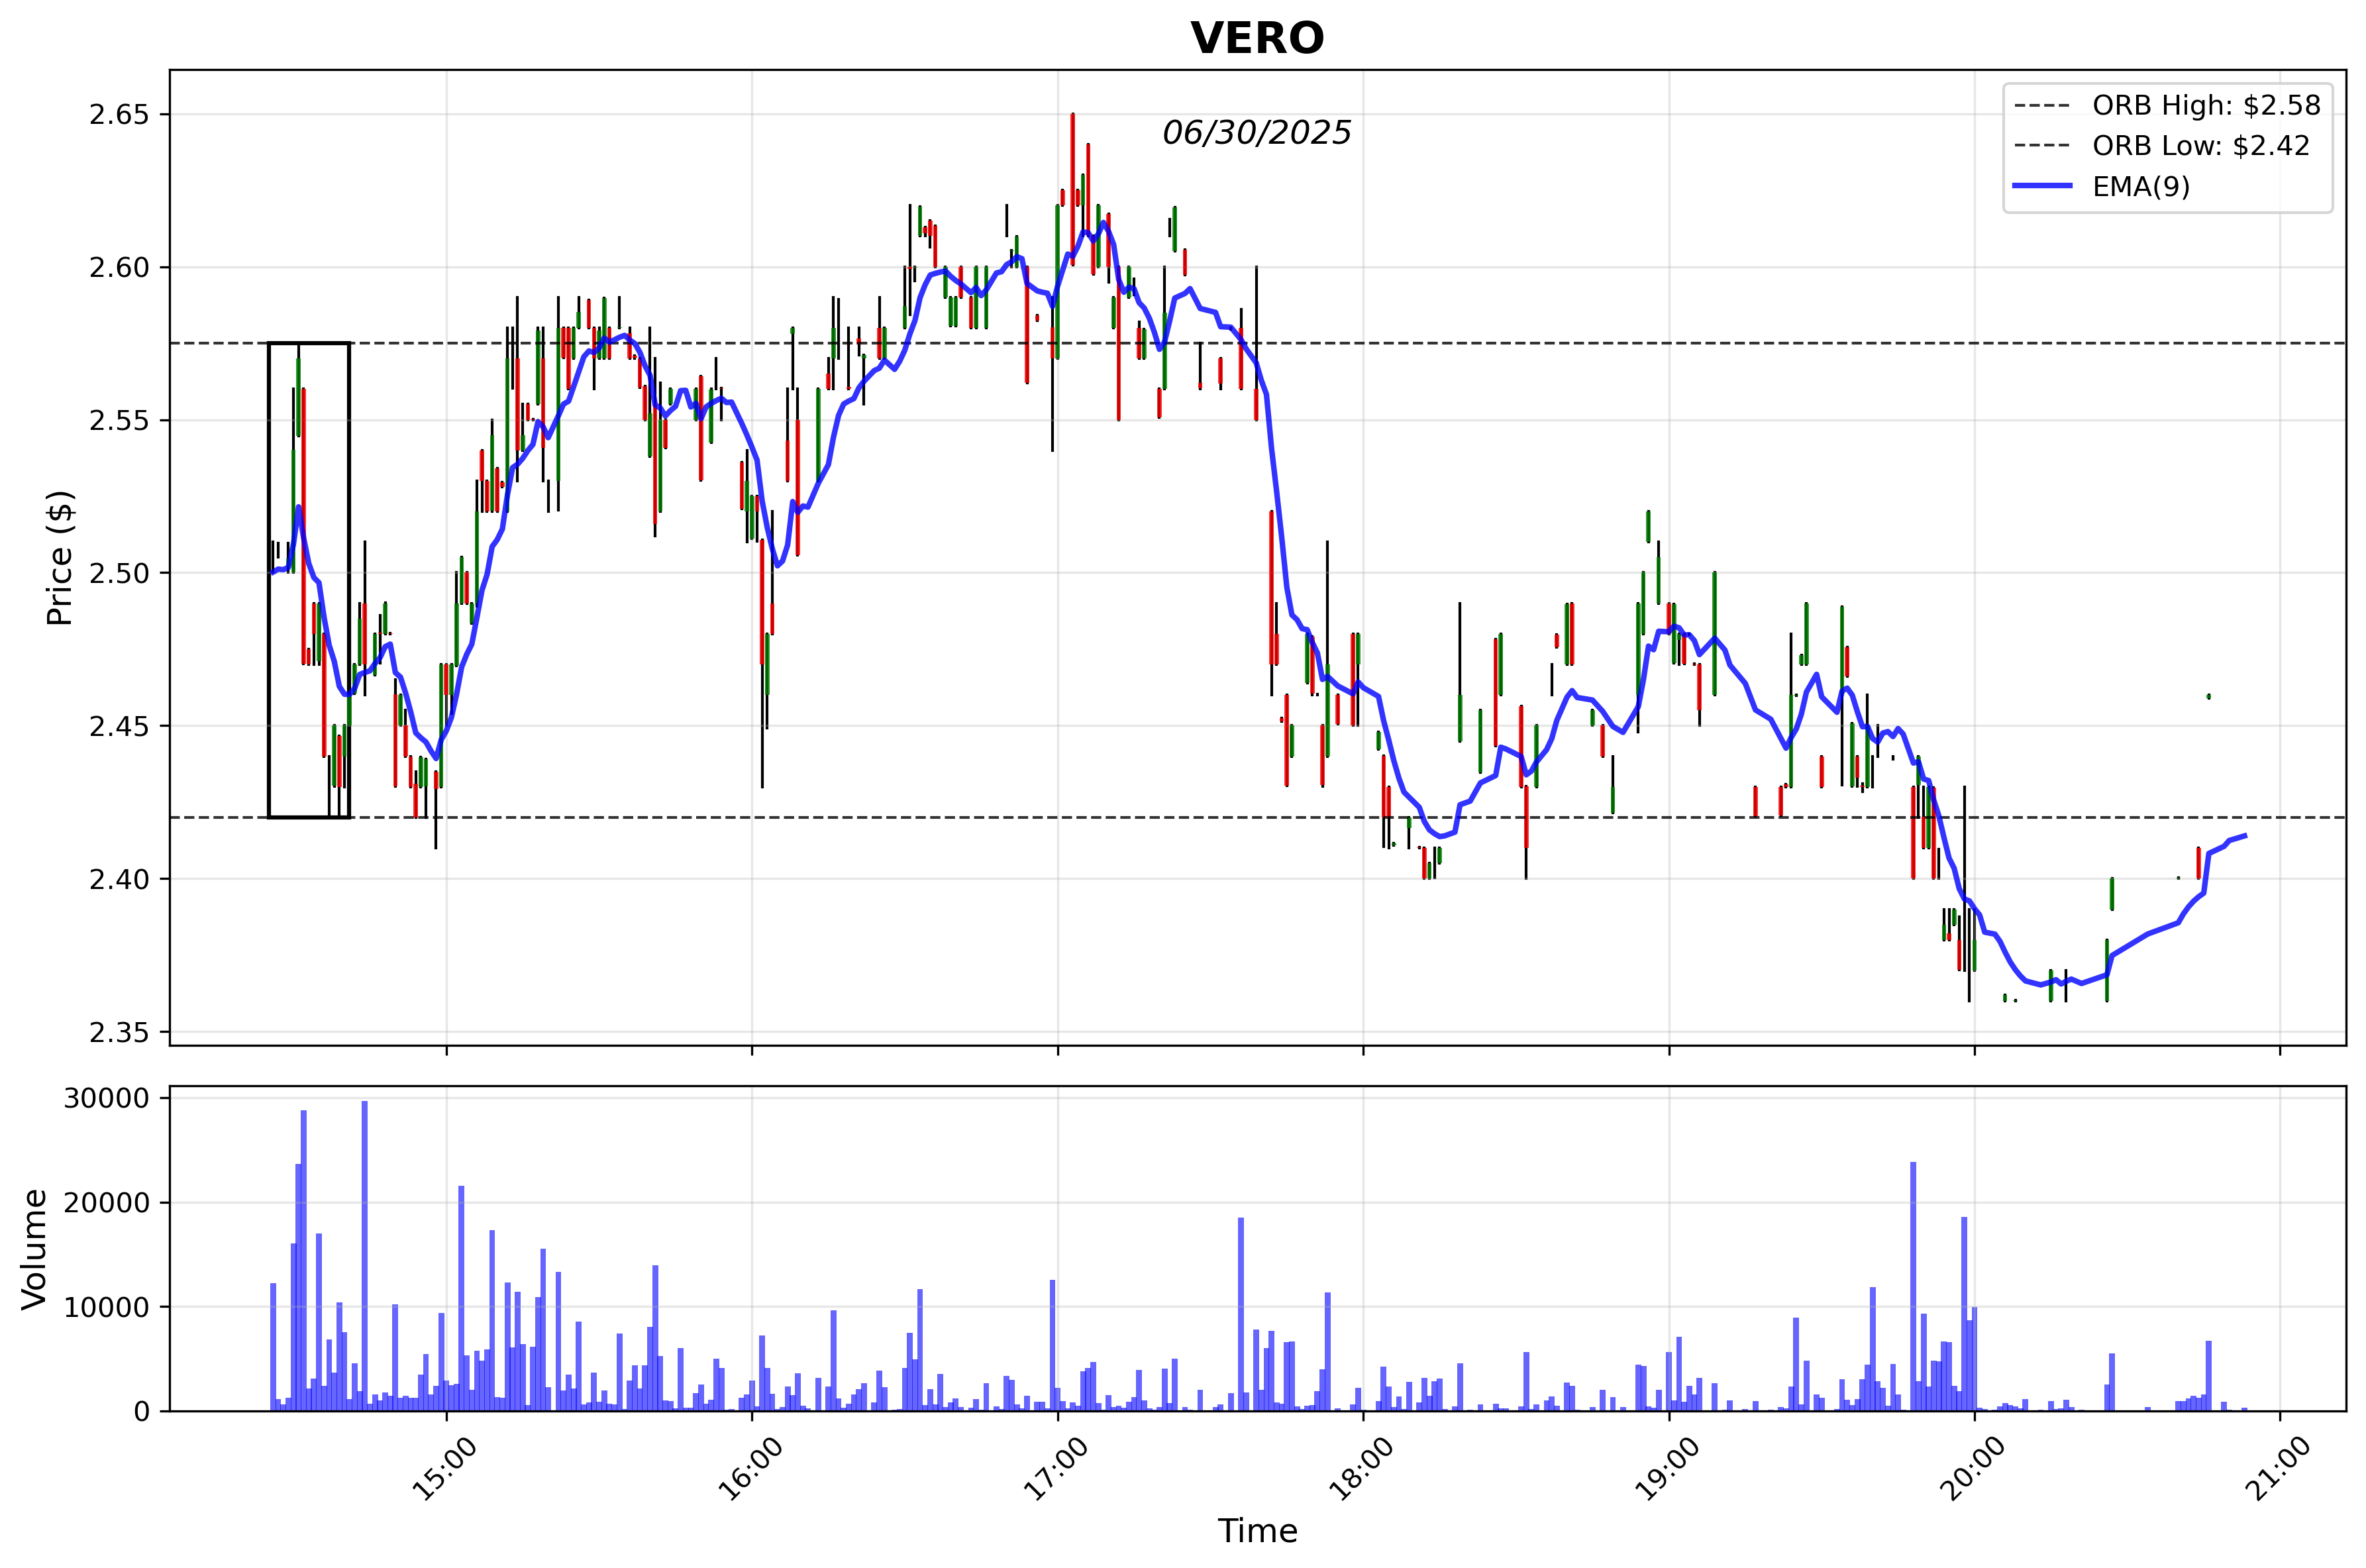 VERO
06/30/2025
ORB High: $2.58
ORB Low: $2.42
EMA(9)
Price ($)
2.65
2.60
2.55
2.50
2.45
2.40
2.35
Volume
30000
20000
10000
0
15:00
16:00
17:00
18:00
19:00
20:00
21:00
Time